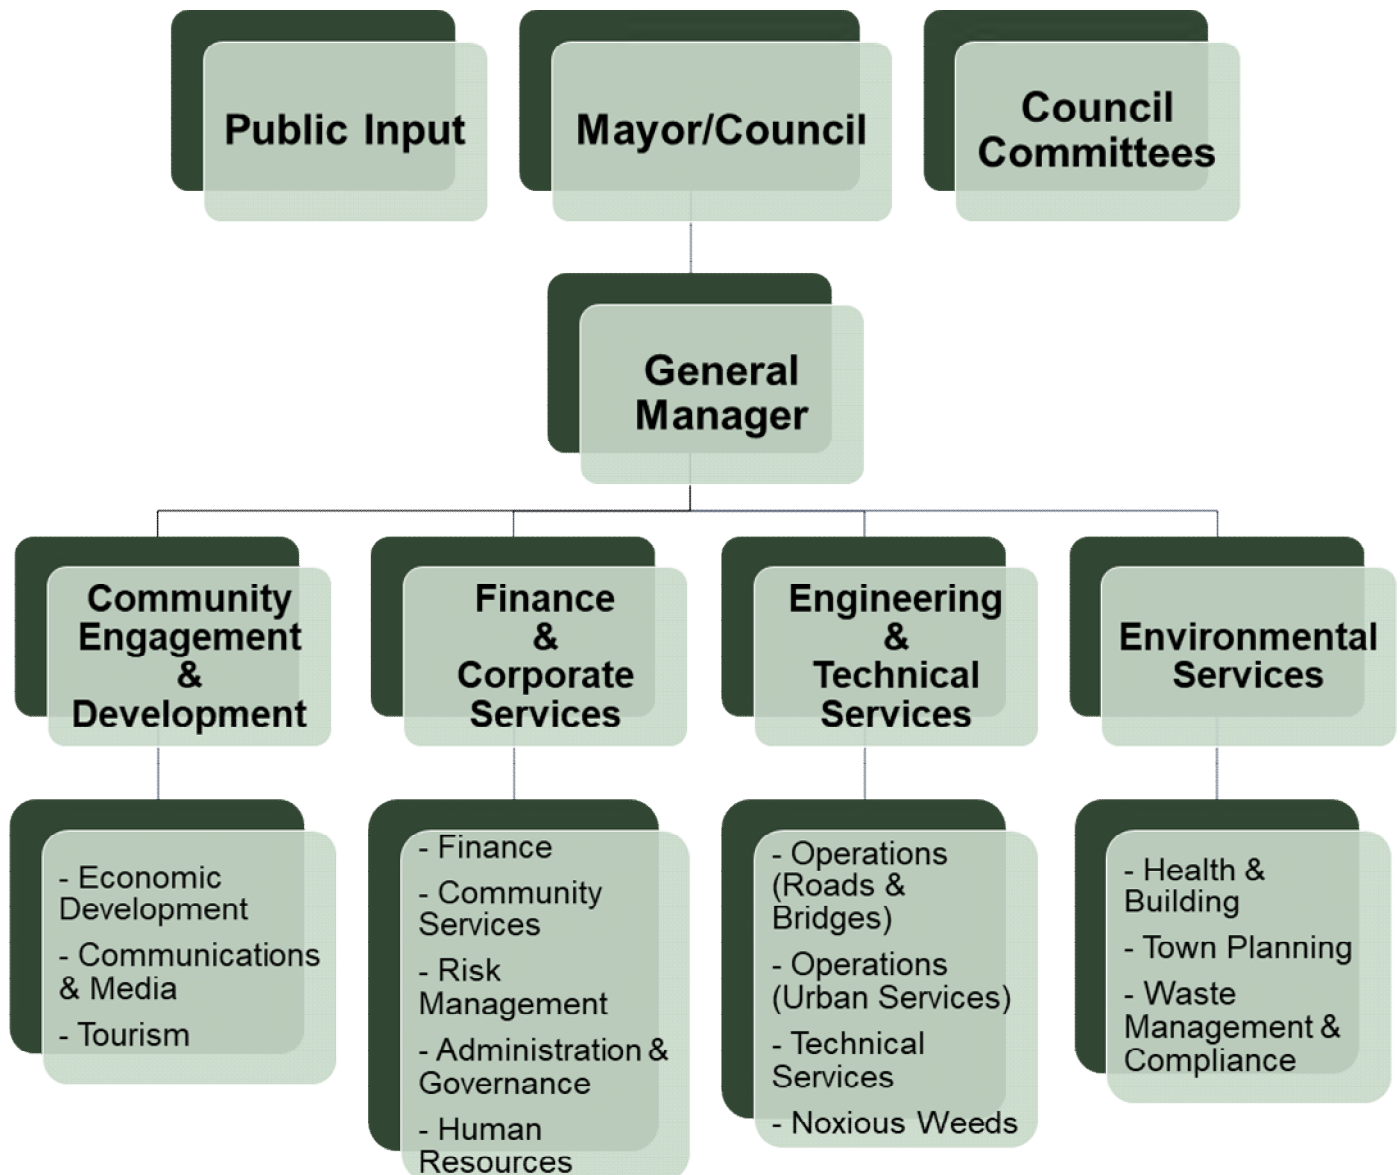 Public Input
Mayor/Council
Council
Committees
General
Manager
Community
Engagement
&
Development
Finance
&
Corporate
Services
Engineering
&
Technical
Services
Environmental
Services
- Economic
Development
- Communications
& Media
- Tourism
- Finance
- Community
Services
- Risk
Management
- Administration &
Governance
- Human
Resources
- Operations
(Roads &
Bridges)
- Operations
(Urban Services)
- Technical
Services
- Noxious Weeds
- Health &
Building
- Town Planning
- Waste
Management &
Compliance